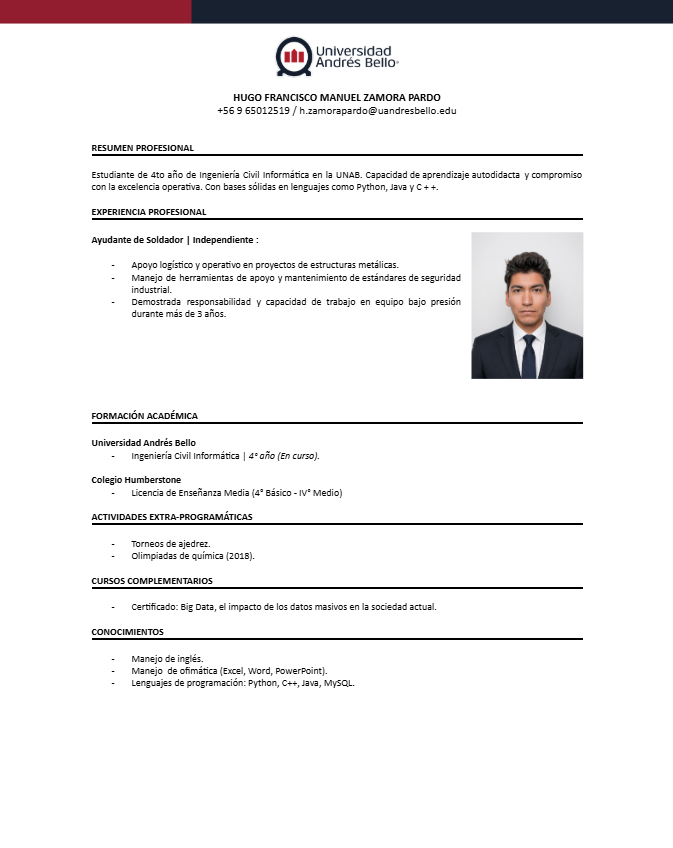 Universidad
Andrés Bello®
HUGO FRANCISCO MANUEL ZAMORA PARDO
+56 9 65012519 / h.zamorapardo@uandresbello.edu
RESUMEN PROFESIONAL
Estudiante de 4to año de Ingeniería Civil Informática en la UNAB. Capacidad de aprendizaje autodidacta y compromiso
con la excelencia operativa. Con bases sólidas en lenguajes como Python, Java y C + +.
EXPERIENCIA PROFESIONAL
Ayudante de Soldador | Independiente :
- Apoyo logístico y operativo en proyectos de estructuras metálicas.
- Manejo de herramientas de apoyo y mantenimiento de estándares de seguridad
industrial.
- Demostrada responsabilidad y capacidad de trabajo en equipo bajo presión
durante más de 3 años.
FORMACIÓN ACADÉMICA
Universidad Andrés Bello
- Ingeniería Civil Informática | 4º año (En curso).
Colegio Humberstone
- Licencia de Enseñanza Media (4° Básico - IV° Medio)
ACTIVIDADES EXTRA-PROGRAMÁTICAS
- Torneos de ajedrez.
- Olimpiadas de química (2018).
CURSOS COMPLEMENTARIOS
- Certificado: Big Data, el impacto de los datos masivos en la sociedad actual.
CONOCIMIENTOS
- Manejo de inglés.
- Manejo de ofimática (Excel, Word, PowerPoint).
- Lenguajes de programación: Python, C++, Java, MySQL.